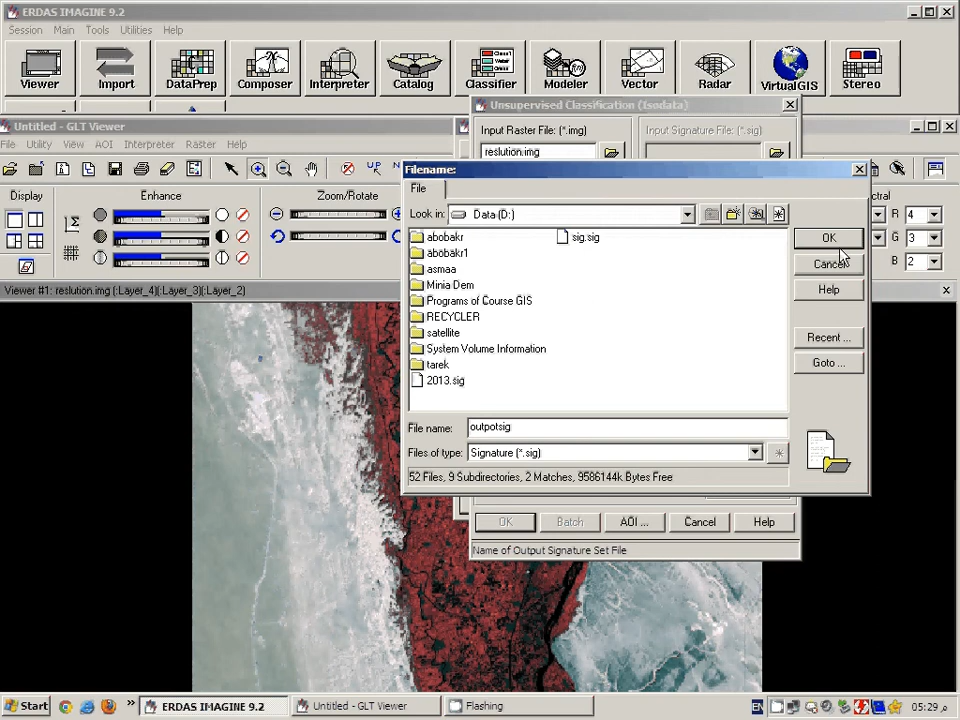 ERDAS IMAGINE 9.2
Session Main Tools Utilities Help
Viewer Import DataPrep Composer Interpreter Catalog Classifier Modeler Vector Radar VirtualGIS Stereo
Unsupervised Classification (Isodata)
Untitled - GLT Viewer
Input Raster File: (*.img)
Input Signature File: (*.sig)
File Utility View AOI Interpreter Raster Help
reslution.img
Filename:
File
Display
Enhance
Zoom/Rotate
Look in:
Data (D:)
R 4
G 3
B 2
abobakr
abobakr1
asmaa
Minia Dem
Programs of Course GIS
RECYCLER
satellite
System Volume Information
tarek
2013.sig
sig.sig
OK
Cancel
Help
Recent ...
Goto ...
Viewer #1: reslution.img (:Layer_4)(:Layer_3)(:Layer_2)
File name:
outpotsig
Files of type:
Signature (*.sig)
52 Files, 9 Subdirectories, 2 Matches, 9586144k Bytes Free
OK Batch AOI ... Cancel Help
Name of Output Signature Set File
Start
ERDAS IMAGINE 9.2
Untitled - GLT Viewer
Flashing
EN
05:29 م